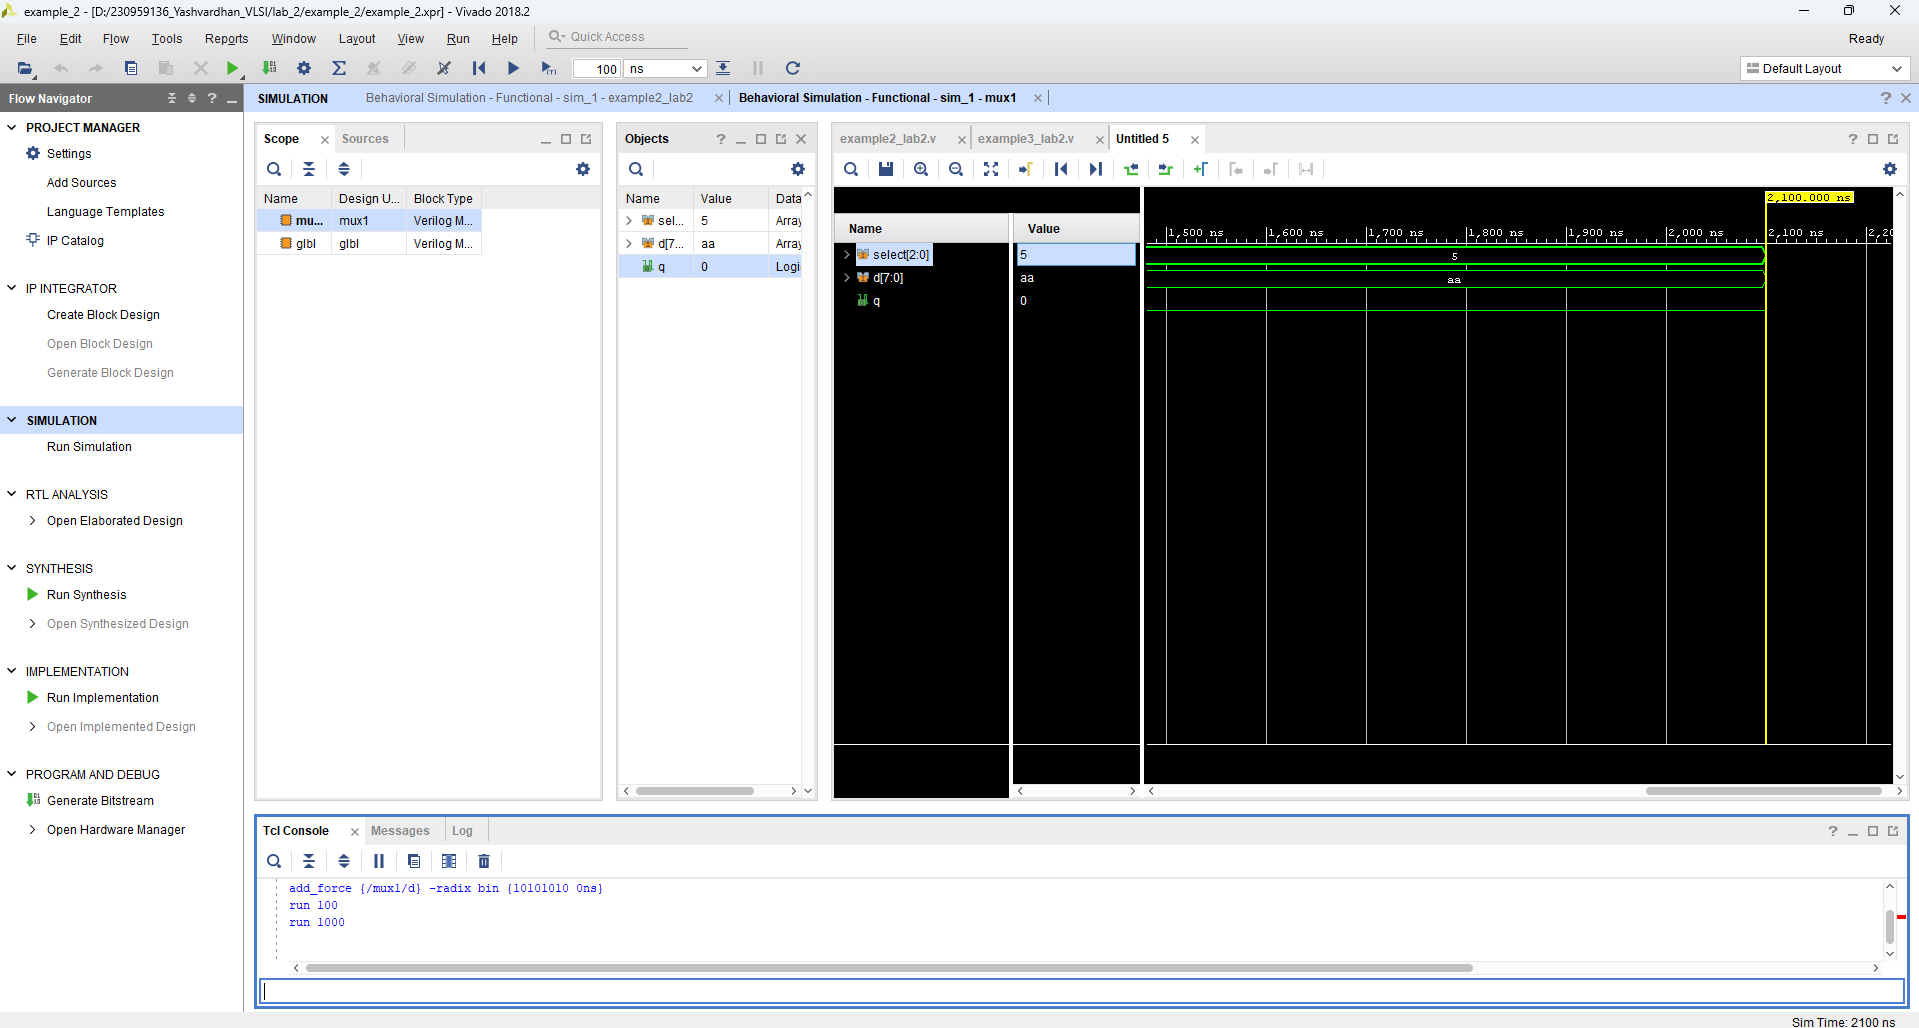 example_2 - [D:/230959136_Yashvardhan_VLSI/lab_2/example_2/example_2.xpr] - Vivado 2018.2
File Edit Flow Tools Reports Window Layout View Run Help Quick Access Ready
100 ns Default Layout
Flow Navigator ? SIMULATION Behavioral Simulation - Functional - sim_1 - example2_lab2 Behavioral Simulation - Functional - sim_1 - mux1 ?
PROJECT MANAGER
Settings
Add Sources
Language Templates
IP Catalog
IP INTEGRATOR
Create Block Design
Open Block Design
Generate Block Design
SIMULATION
Run Simulation
RTL ANALYSIS
Open Elaborated Design
SYNTHESIS
Run Synthesis
Open Synthesized Design
IMPLEMENTATION
Run Implementation
Open Implemented Design
PROGRAM AND DEBUG
Generate Bitstream
Open Hardware Manager
Scope Sources
Name Design U... Block Type
mu... mux1 Verilog M...
glbl glbl Verilog M...
Objects ?
Name Value Data
sel... 5 Array
d[7... aa Array
q 0 Logi
example2_lab2.v example3_lab2.v Untitled 5 ?
Name Value
select[2:0] 5
d[7:0] aa
q 0
2,100.000 ns
1,500 ns 1,600 ns 1,700 ns 1,800 ns 1,900 ns 2,000 ns 2,100 ns 2,20
5
aa
Tcl Console Messages Log ?
add_force {/mux1/d} -radix bin {10101010 0ns}
run 100
run 1000
Sim Time: 2100 ns